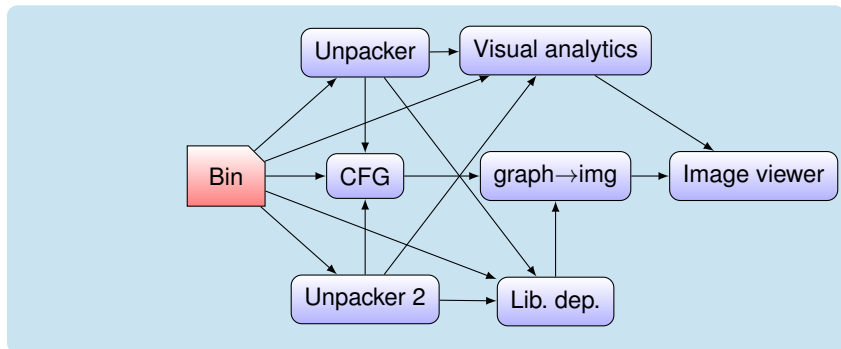 Unpacker
Visual analytics
Bin
CFG
graph→img
Image viewer
Unpacker 2
Lib. dep.